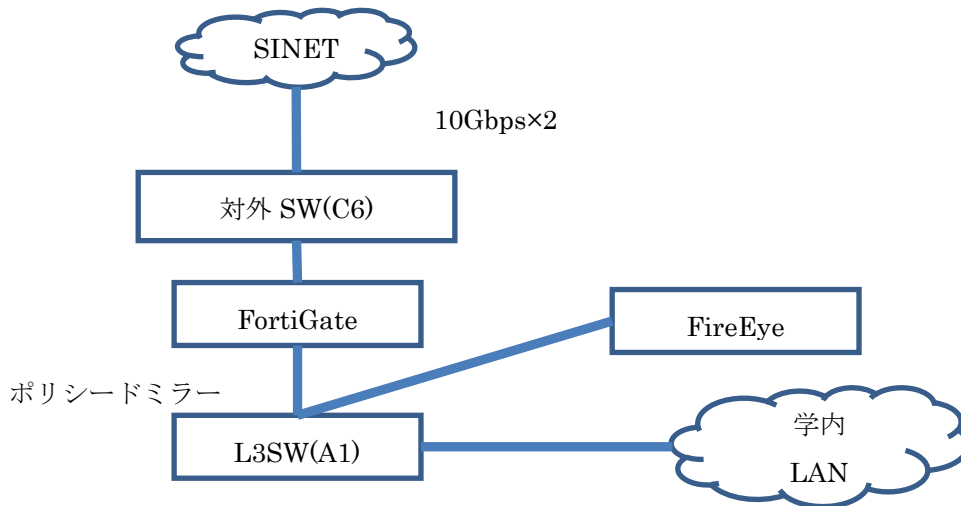 SINET
10Gbps×2
対外 SW(C6)
FortiGate
FireEye
ポリシードミラー
L3SW(A1)
学内
LAN